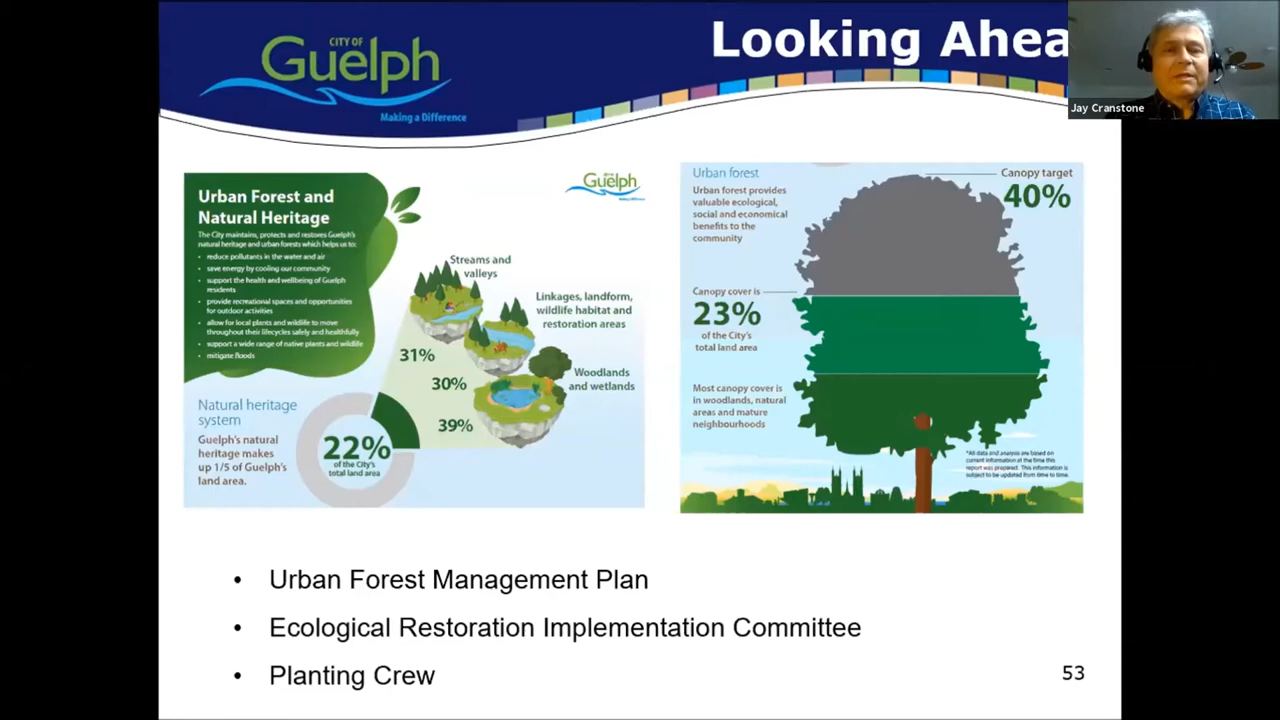 CITY OF
Guelph
Making a Difference
Looking Ahea
Jay Cranstone
Urban Forest and
Natural Heritage
The City maintains, protects and restores Guelph's
natural heritage and urban forests which helps us to:
• reduce pollutants in the water and air
• save energy by cooling our community
• support the health and wellbeing of Guelph
residents
• provide recreational spaces and opportunities
for outdoor activities
• allow for local plants and wildlife to move
throughout their lifecycles safely and healthfully
• support a wide range of native plants and wildlife
• mitigate floods
Guelph
Streams and
valleys
Linkages, landform,
wildlife habitat and
restoration areas
Woodlands
and wetlands
31%
30%
39%
Natural heritage
system
Guelph's natural
heritage makes
up 1/5 of Guelph's
land area.
22%
of the City's
total land area
Urban forest
Urban forest provides
valuable ecological,
social and economical
benefits to the
community
Canopy target
40%
Canopy cover is
23%
of the City's
total land area
Most canopy cover is
in woodlands, natural
areas and mature
neighbourhoods
*All data and analysis are based on
current information at the time this
report was prepared. This information is
subject to be updated from time to time.
• Urban Forest Management Plan
• Ecological Restoration Implementation Committee
• Planting Crew
53